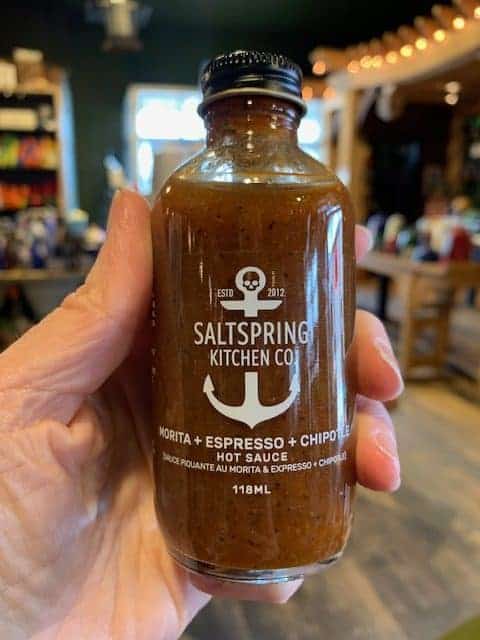 ESTD 2012
SALTSPRING
KITCHEN CO.
MORITA + ESPRESSO + CHIPOTLE
HOT SAUCE
(SAUCE PIQUANTE AU MORITA & EXPRESSO + CHIPOTLE)
118ML